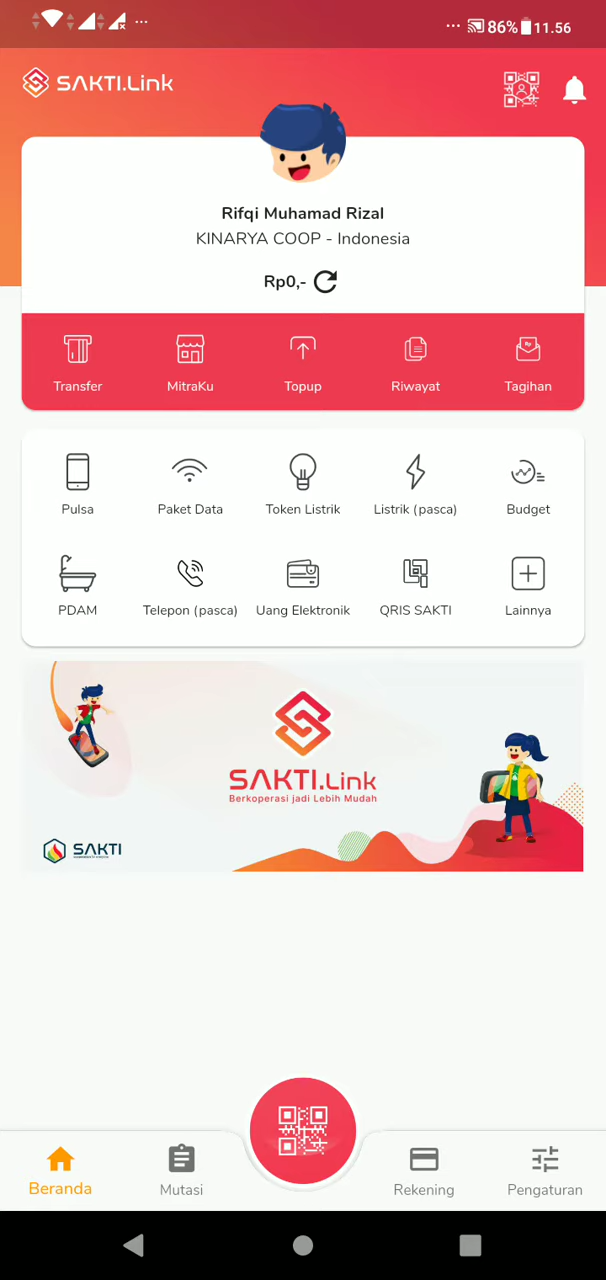 86% 11.56
SAKTI.Link
Rifqi Muhamad Rizal
KINARYA COOP - Indonesia
Rp0,-
Transfer MitraKu Topup Riwayat Tagihan
Pulsa Paket Data Token Listrik Listrik (pasca) Budget
PDAM Telepon (pasca) Uang Elektronik QRIS SAKTI Lainnya
SAKTI.Link
Berkoperasi jadi Lebih Mudah
SAKTI
Beranda Mutasi Rekening Pengaturan